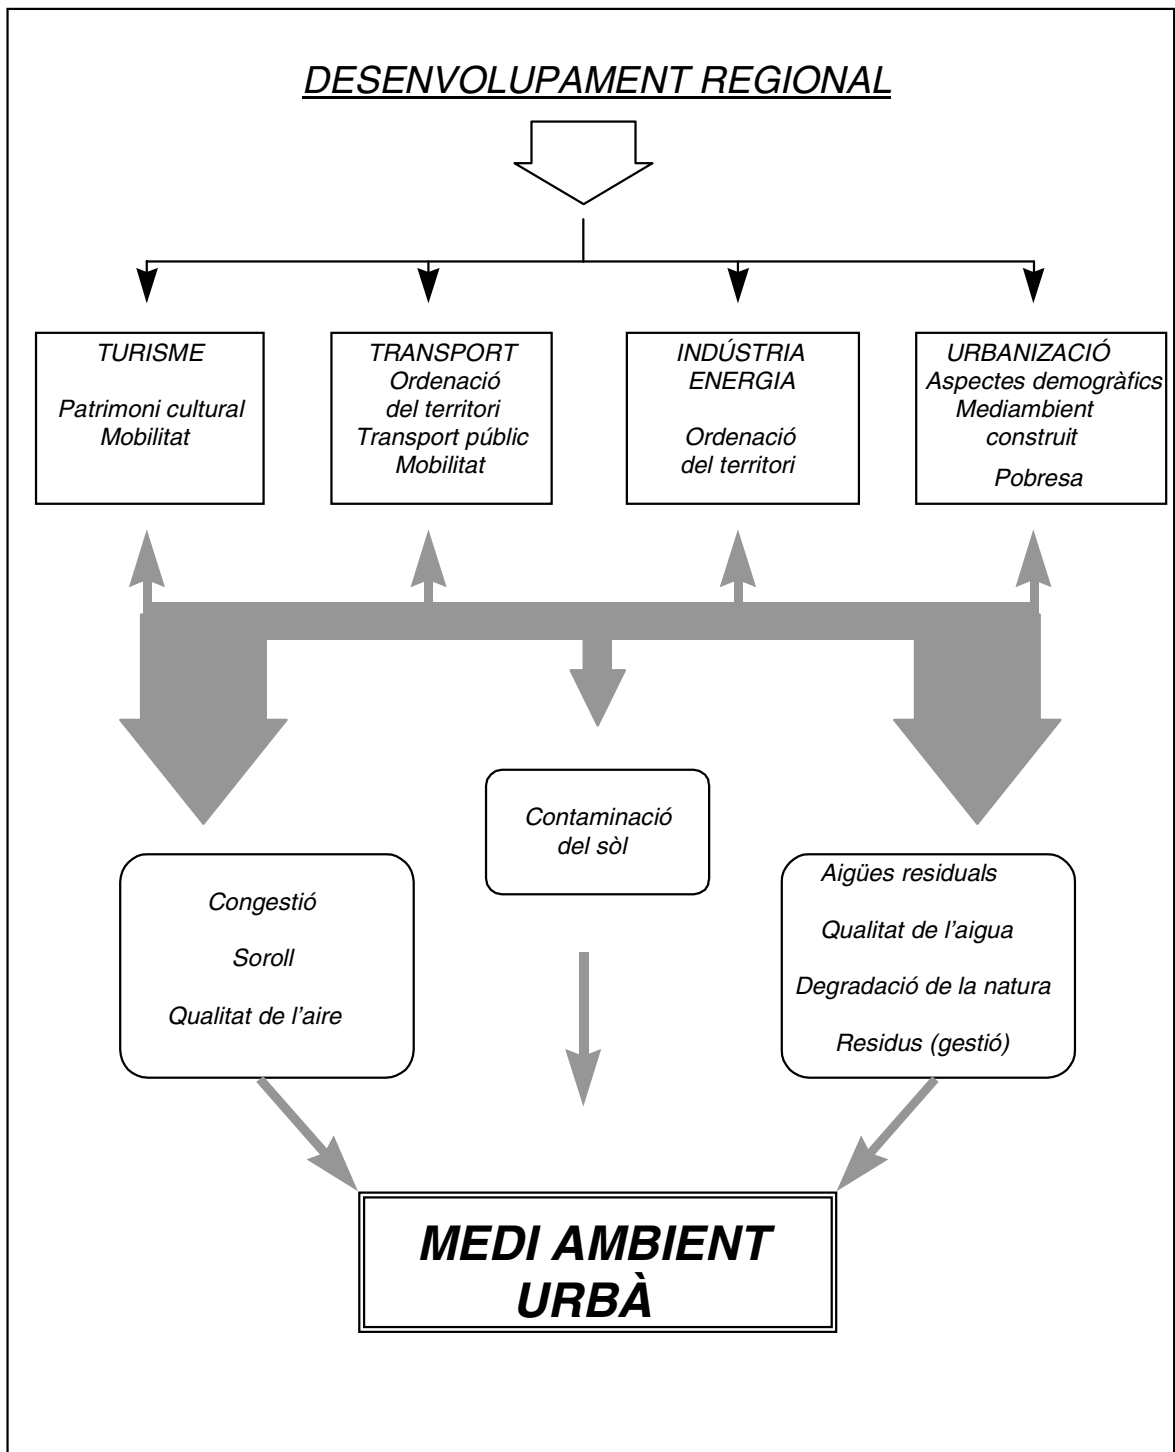 DESENVOLUPAMENT REGIONAL
TURISME
Patrimoni cultural
Mobilitat
TRANSPORT
Ordenació
del territori
Transport públic
Mobilitat
INDÚSTRIA
ENERGIA
Ordenació
del territori
URBANIZACIÓ
Aspectes demogràfics
Mediambient
construit
Pobresa
Contaminació
del sòl
Congestió
Soroll
Qualitat de l'aire
Aigües residuals
Qualitat de l'aigua
Degradació de la natura
Residus (gestió)
MEDI AMBIENT
URBÀ